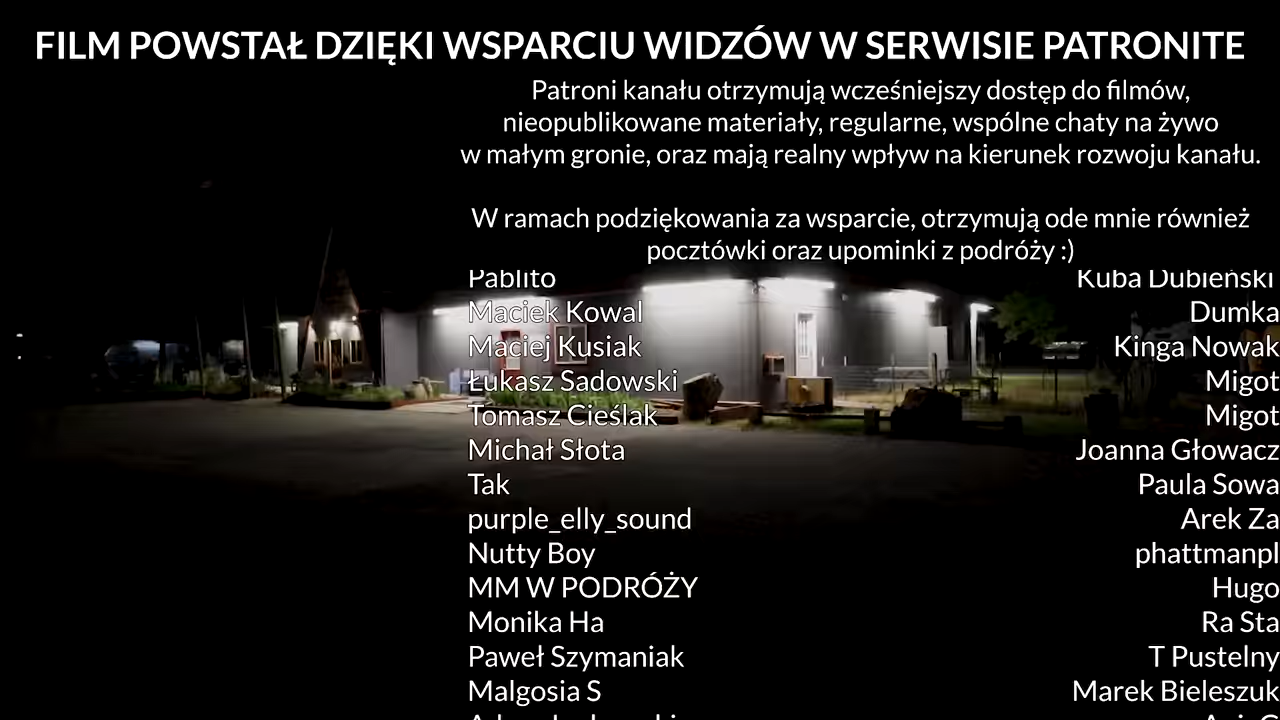 FILM POWSTAŁ DZIĘKI WSPARCIU WIDZÓW W SERWISIE PATRONITE
Patroni kanału otrzymują wcześniejszy dostęp do filmów,
nieopublikowane materiały, regularne, wspólne chaty na żywo
w małym gronie, oraz mają realny wpływ na kierunek rozwoju kanału.
W ramach podziękowania za wsparcie, otrzymują ode mnie również
pocztówki oraz upominki z podróży :)
Pablito Kuba Dubieński
Maciek Kowal Dumka
Maciej Kusiak Kinga Nowak
Łukasz Sadowski Migot
Tomasz Cieślak Migot
Michał Słota Joanna Głowacz
Tak Paula Sowa
purple_elly_sound Arek Za
Nutty Boy phattmanpl
MM W PODRÓŻY Hugo
Monika Ha Ra Sta
Paweł Szymaniak T Pustelny
Malgosia S Marek Bieleszuk